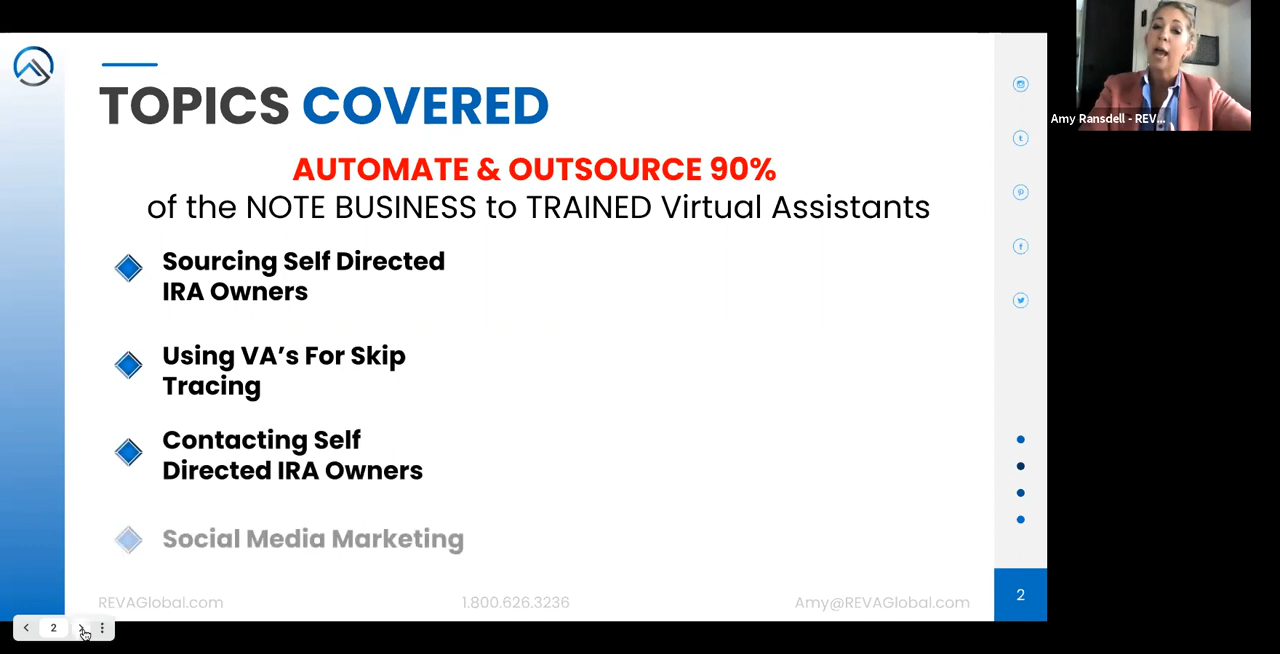 TOPICS COVERED
AUTOMATE & OUTSOURCE 90%
of the NOTE BUSINESS to TRAINED Virtual Assistants
Sourcing Self Directed
IRA Owners
Using VA’s For Skip
Tracing
Contacting Self
Directed IRA Owners
Social Media Marketing
REVAGlobal.com
1.800.626.3236
Amy@REVAGlobal.com
2
2
Amy Ransdell - REV...